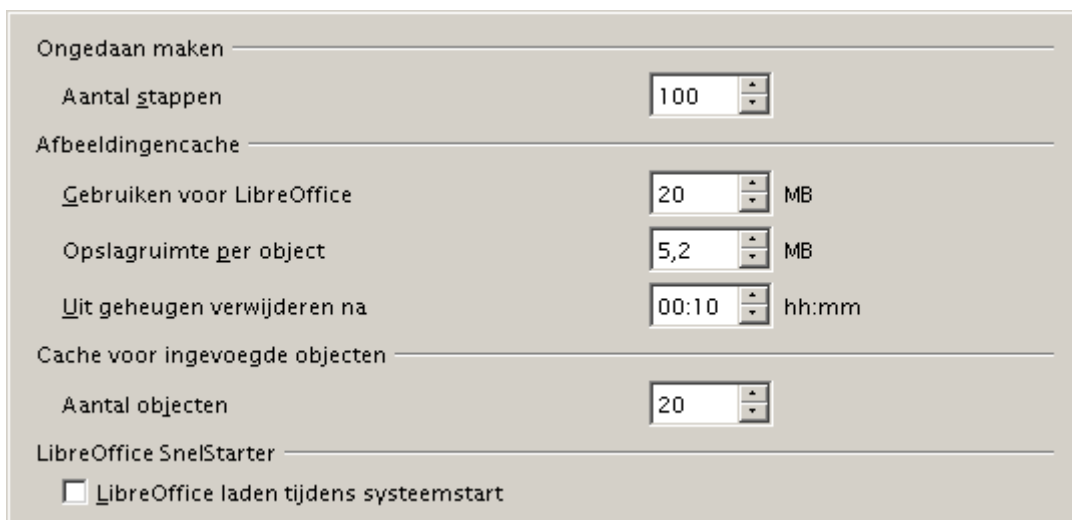 Ongedaan maken
Aantal stappen 100
Afbeeldingencache
Gebruiken voor LibreOffice 20 MB
Opslagruimte per object 5,2 MB
Uit geheugen verwijderen na 00:10 hh:mm
Cache voor ingevoegde objecten
Aantal objecten 20
LibreOffice SnelStarter
LibreOffice laden tijdens systeemstart